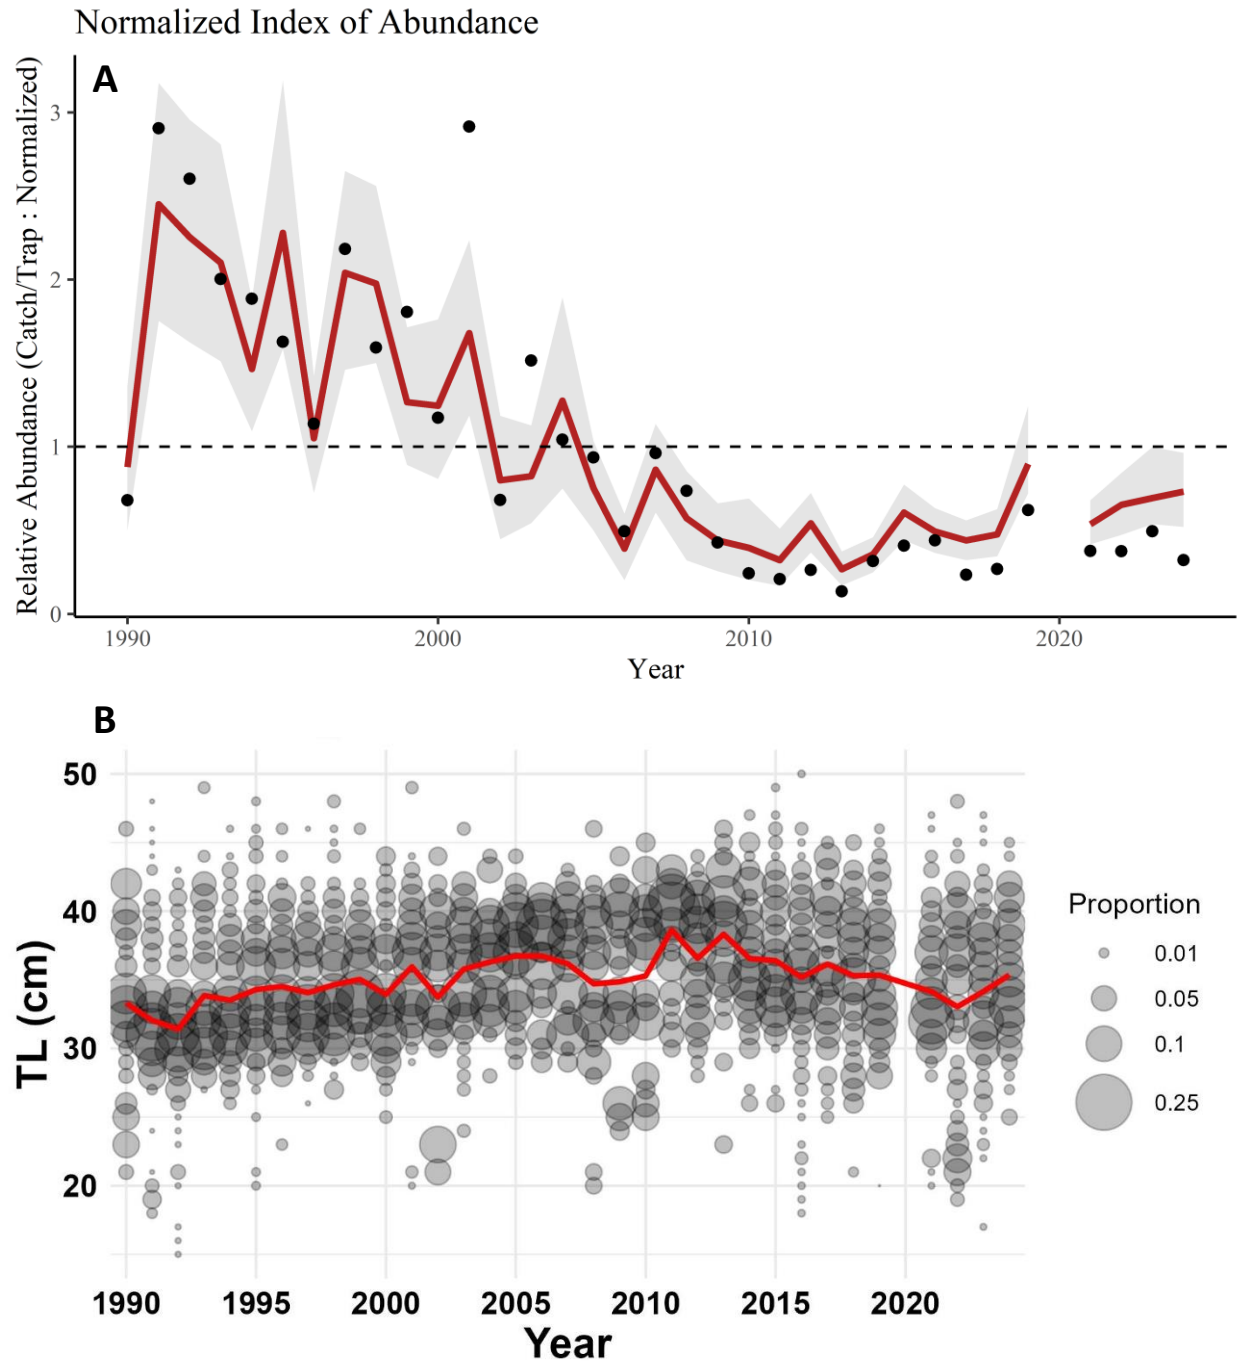 Normalized Index of Abundance
A
Relative Abundance (Catch/Trap : Normalized)
3
2
1
0
1990 2000 2010 2020
Year
B
TL (cm)
50
40
30
20
1990 1995 2000 2005 2010 2015 2020
Year
Proportion
0.01
0.05
0.1
0.25